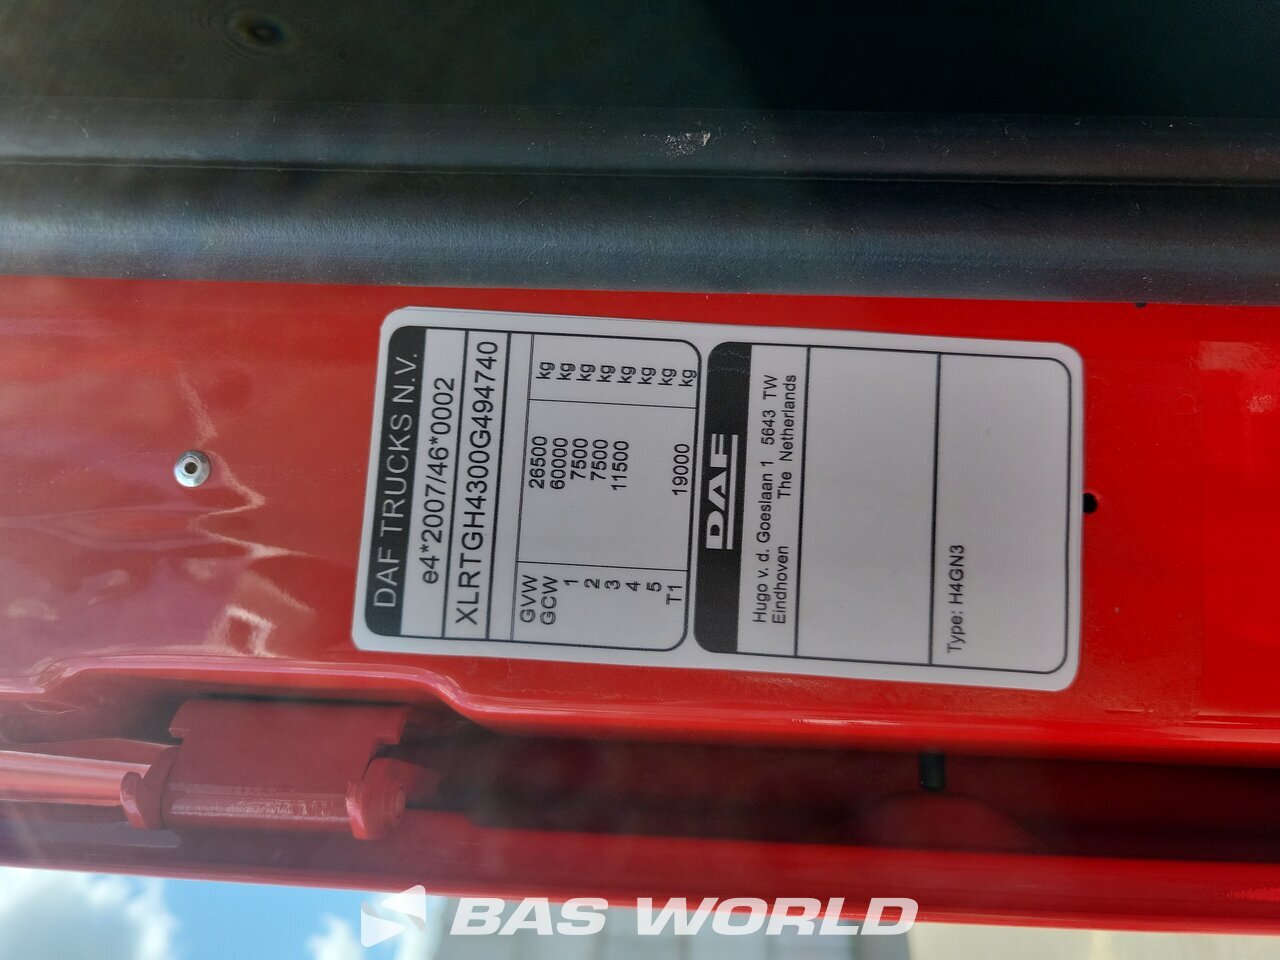 DAF TRUCKS N.V.
e4*2007/46*0002
XLRTGH4300G494740
GVW 26500 kg
GCW 60000 kg
1 7500 kg
2 7500 kg
3 11500 kg
4 kg
5 kg
T1 19000 kg
DAF
Hugo v. d. Goeslaan 1 5643 TW
Eindhoven The Netherlands
Type: H4GN3
BAS WORLD